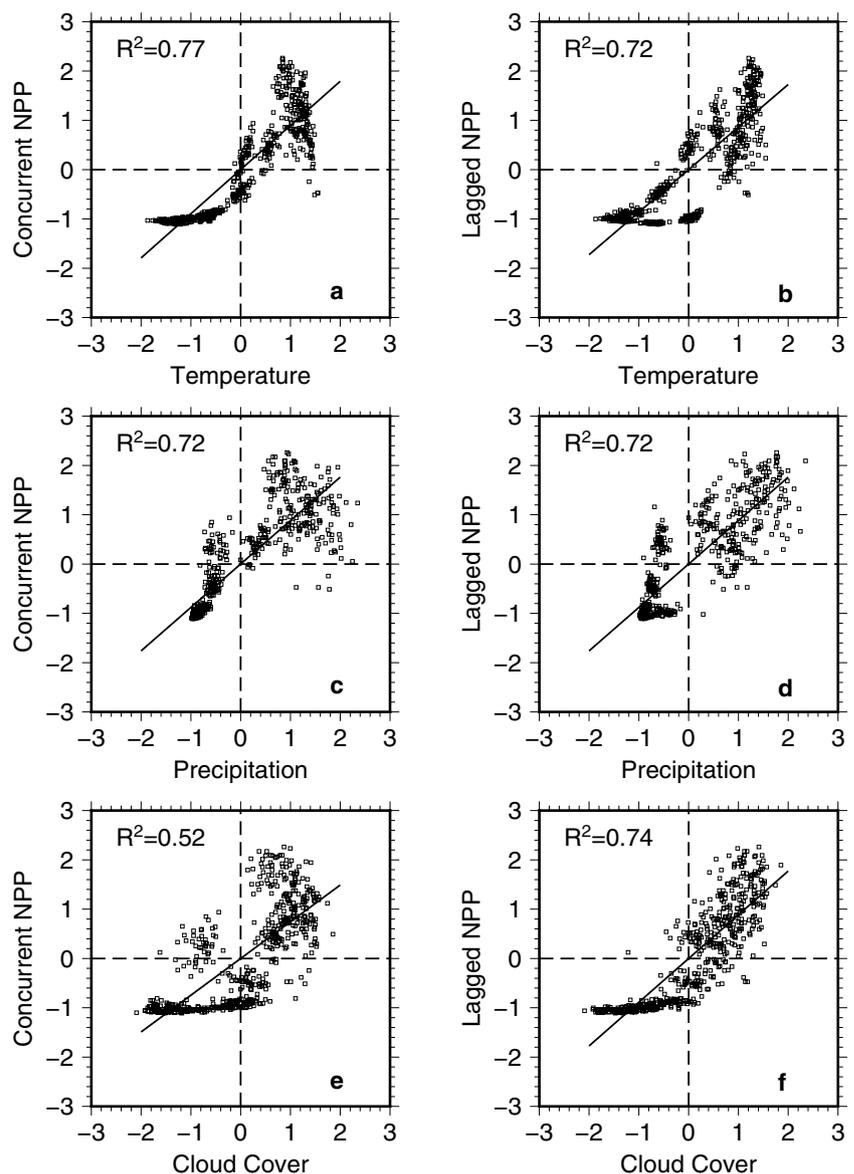 R²=0.77
Concurrent NPP
3
2
1
0
−1
−2
−3
a
−3 −2 −1 0 1 2 3
Temperature
R²=0.72
Lagged NPP
3
2
1
0
−1
−2
−3
b
−3 −2 −1 0 1 2 3
Temperature
R²=0.72
Concurrent NPP
3
2
1
0
−1
−2
−3
c
−3 −2 −1 0 1 2 3
Precipitation
R²=0.72
Lagged NPP
3
2
1
0
−1
−2
−3
d
−3 −2 −1 0 1 2 3
Precipitation
R²=0.52
Concurrent NPP
3
2
1
0
−1
−2
−3
e
−3 −2 −1 0 1 2 3
Cloud Cover
R²=0.74
Lagged NPP
3
2
1
0
−1
−2
−3
f
−3 −2 −1 0 1 2 3
Cloud Cover